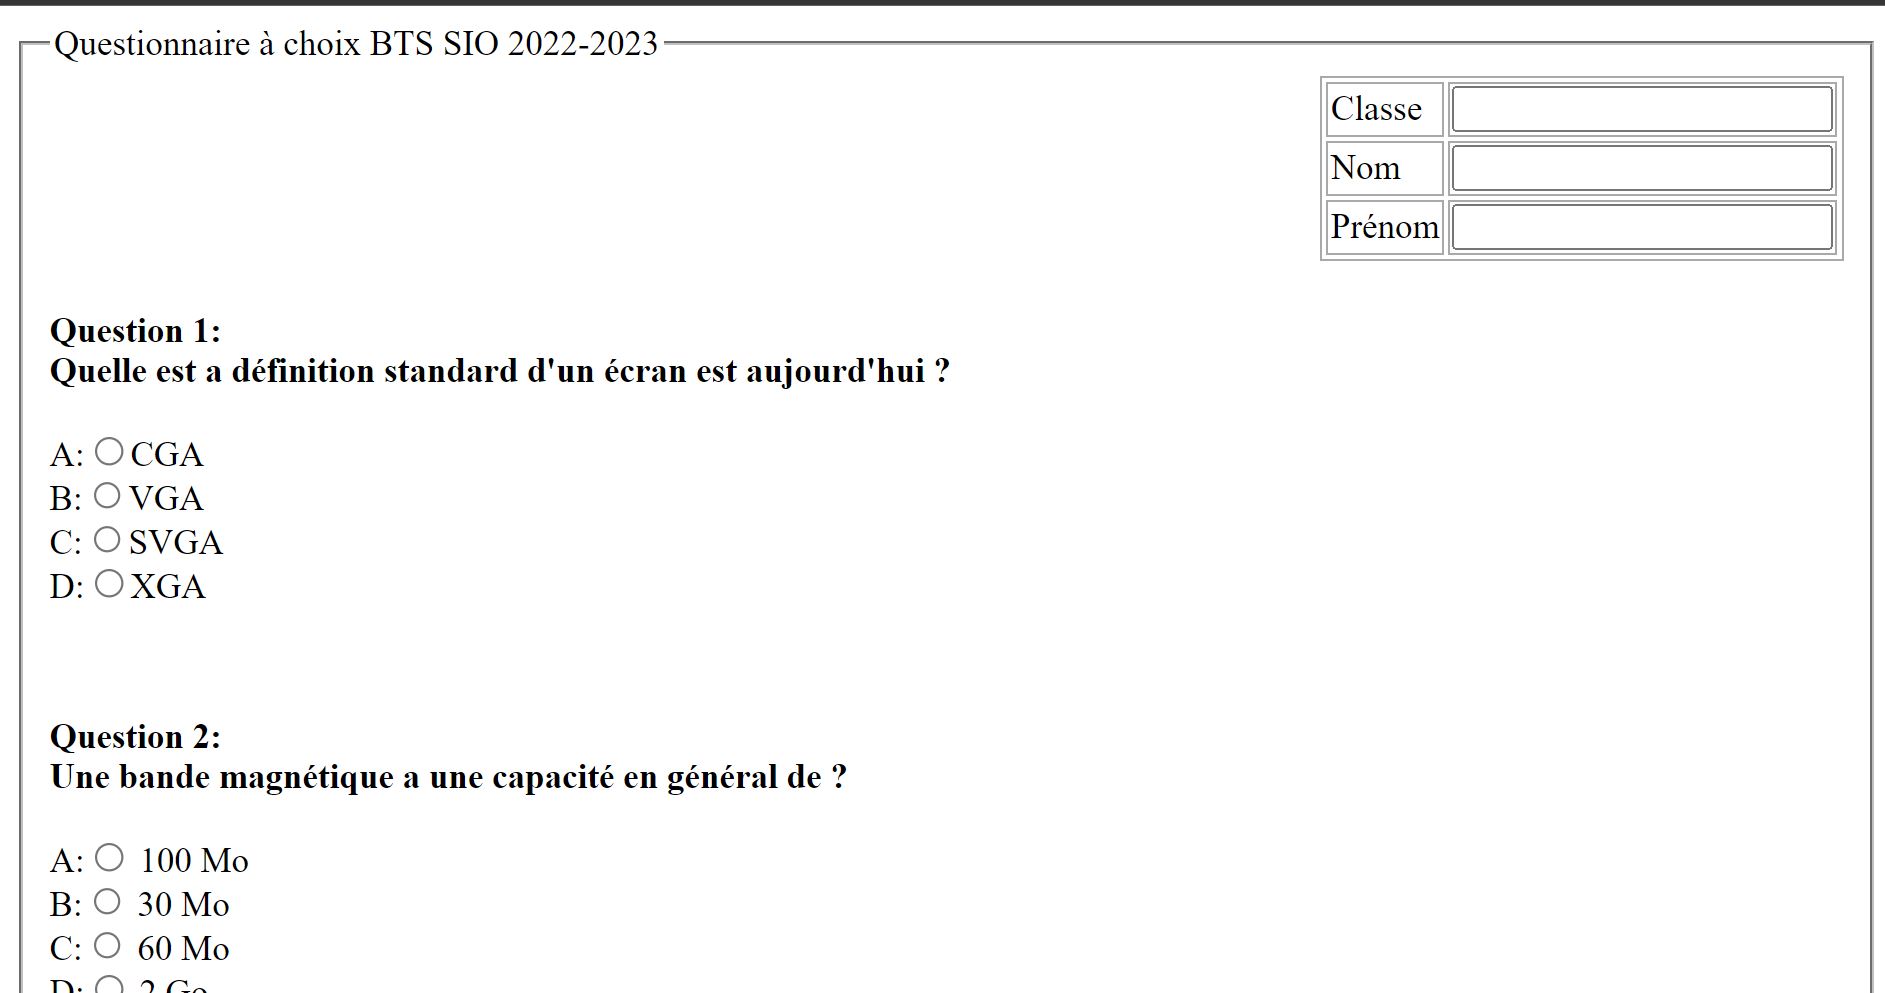 Questionnaire à choix BTS SIO 2022-2023
Classe
Nom
Prénom
Question 1:
Quelle est a définition standard d'un écran est aujourd'hui ?
A: CGA
B: VGA
C: SVGA
D: XGA
Question 2:
Une bande magnétique a une capacité en général de ?
A: 100 Mo
B: 30 Mo
C: 60 Mo
D: 2 Go